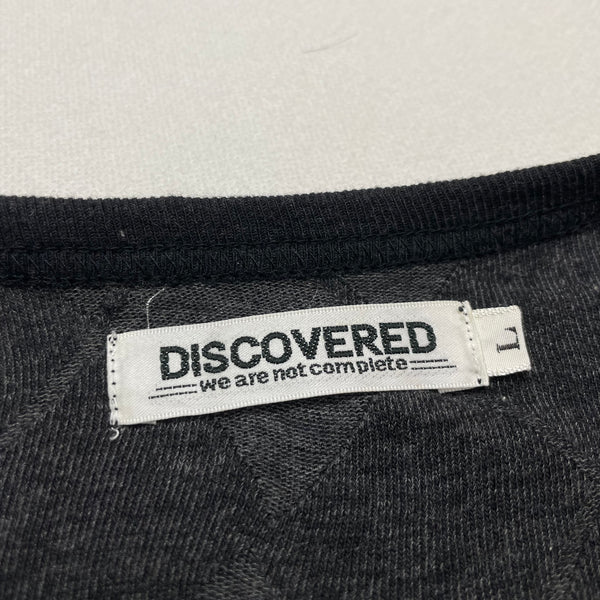 DISCOVERED
we are not complete
L